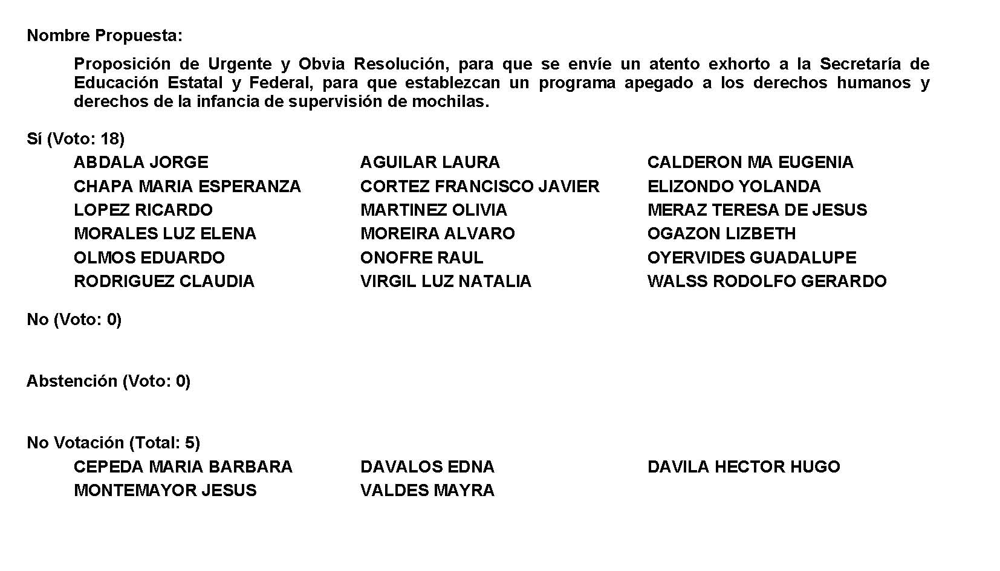 Nombre Propuesta:
Proposición de Urgente y Obvia Resolución, para que se envíe un atento exhorto a la Secretaría de
Educación Estatal y Federal, para que establezcan un programa apegado a los derechos humanos y
derechos de la infancia de supervisión de mochilas.
Sí (Voto: 18)
ABDALA JORGE AGUILAR LAURA CALDERON MA EUGENIA
CHAPA MARIA ESPERANZA CORTEZ FRANCISCO JAVIER ELIZONDO YOLANDA
LOPEZ RICARDO MARTINEZ OLIVIA MERAZ TERESA DE JESUS
MORALES LUZ ELENA MOREIRA ALVARO OGAZON LIZBETH
OLMOS EDUARDO ONOFRE RAUL OYERVIDES GUADALUPE
RODRIGUEZ CLAUDIA VIRGIL LUZ NATALIA WALSS RODOLFO GERARDO
No (Voto: 0)
Abstención (Voto: 0)
No Votación (Total: 5)
CEPEDA MARIA BARBARA DAVALOS EDNA DAVILA HECTOR HUGO
MONTEMAYOR JESUS VALDES MAYRA